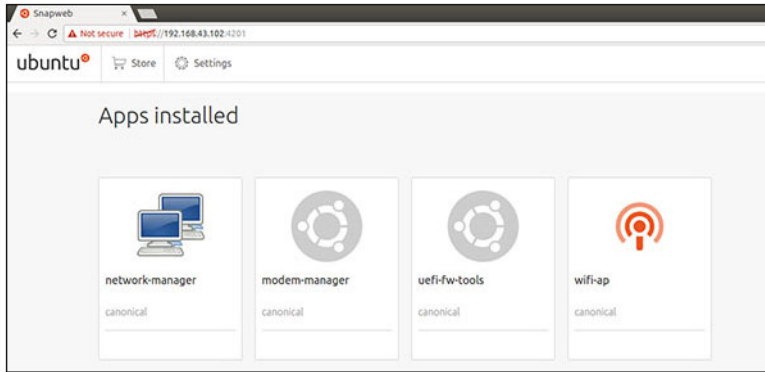 Snapweb ×
Not secure https://192.168.43.102:4201
ubuntu Store Settings
Apps installed
network-manager modem-manager uefi-fw-tools wifi-ap
canonical canonical canonical canonical